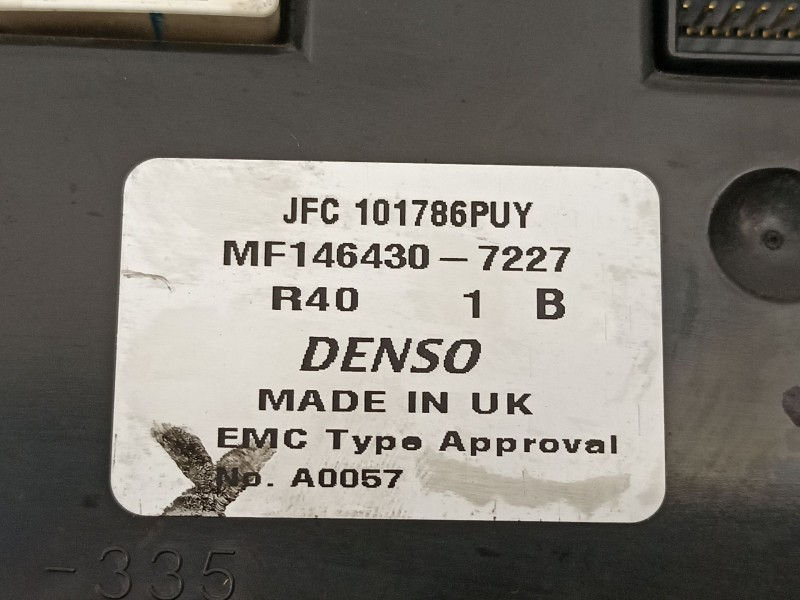 JFC 101786PUY
MF146430-7227
R40 1 B
DENSO
MADE IN UK
EMC Type Approval
No. A0057
-335